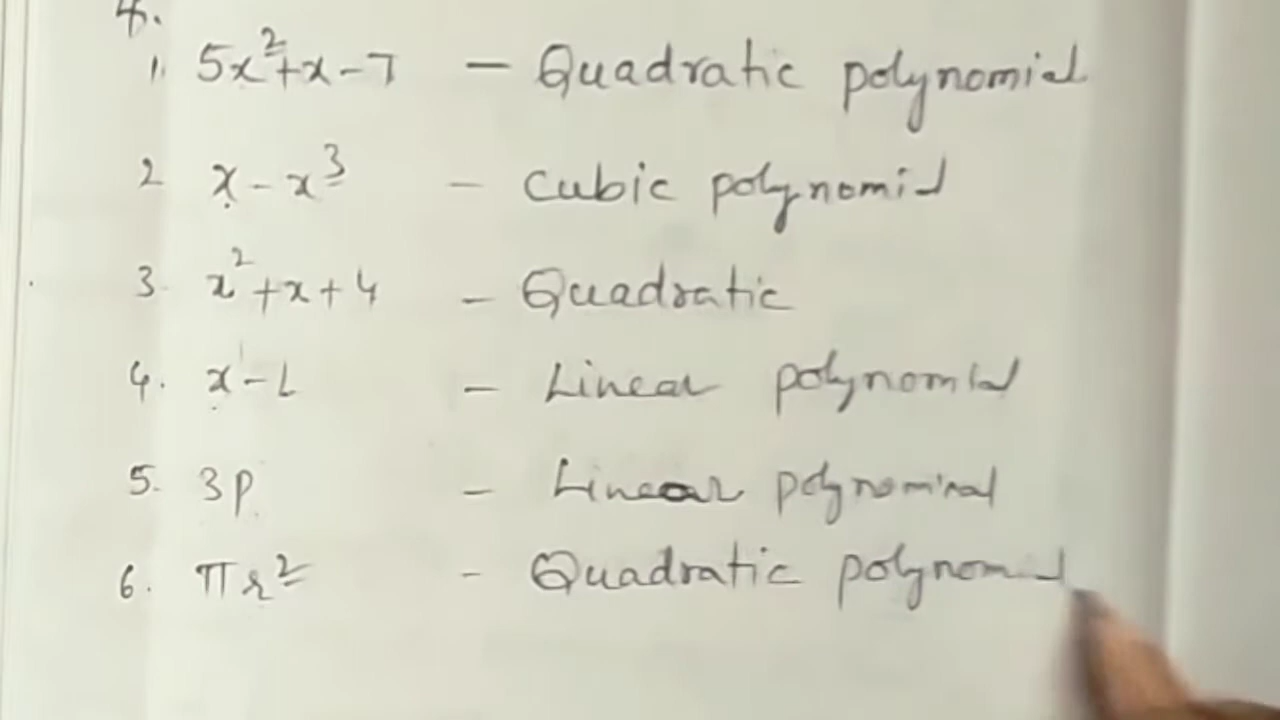 4.
1. 5x²+x-7 - Quadratic polynomial
2 x-x³ - Cubic polynomial
3. x²+x+4 - Quadratic
4. x-1 - Linear polynomial
5. 3p - Linear polynominal
6. πr² - Quadratic polynomial